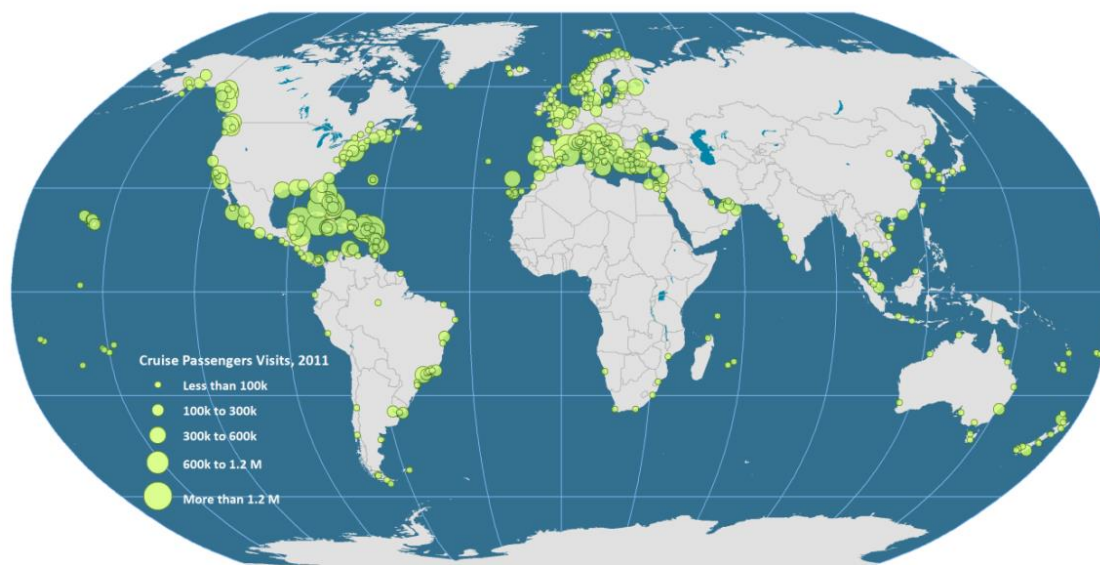 Cruise Passengers Visits, 2011
Less than 100k
100k to 300k
300k to 600k
600k to 1.2 M
More than 1.2 M